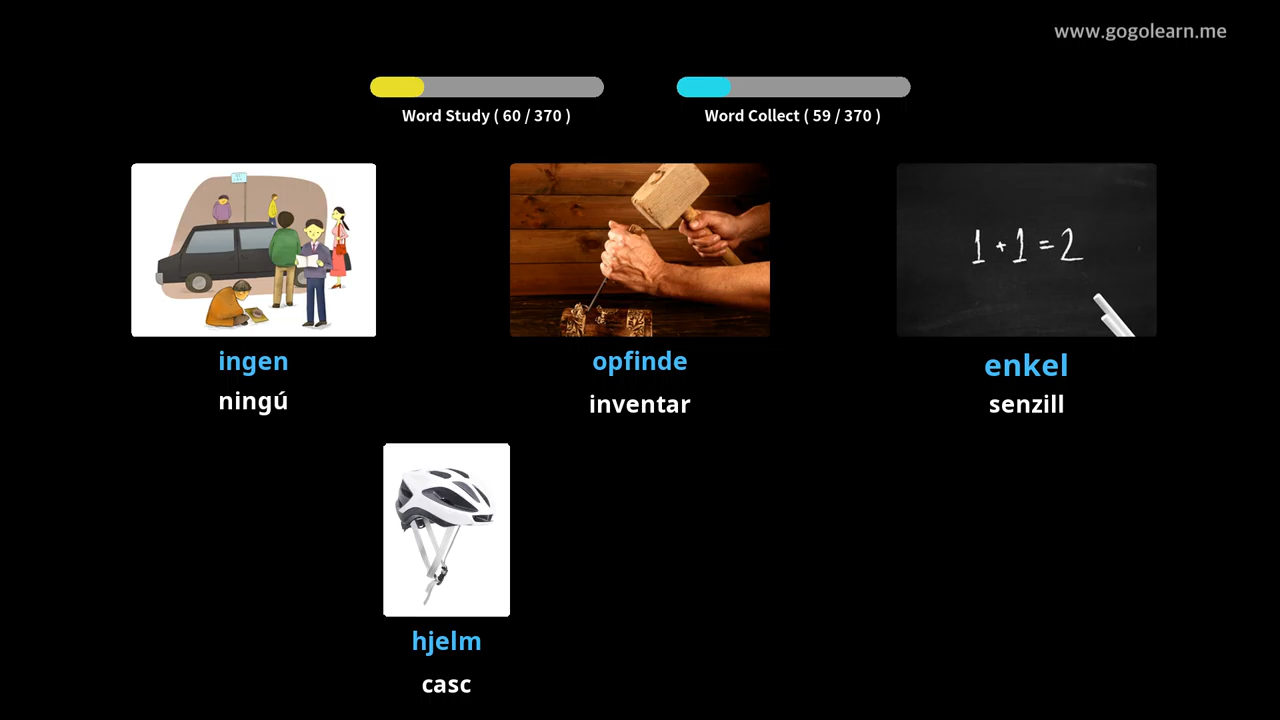 www.gogolearn.me
Word Study ( 60 / 370 )
Word Collect ( 59 / 370 )
1 + 1 = 2
ingen
opfinde
enkel
ningú
inventar
senzill
hjelm
casc